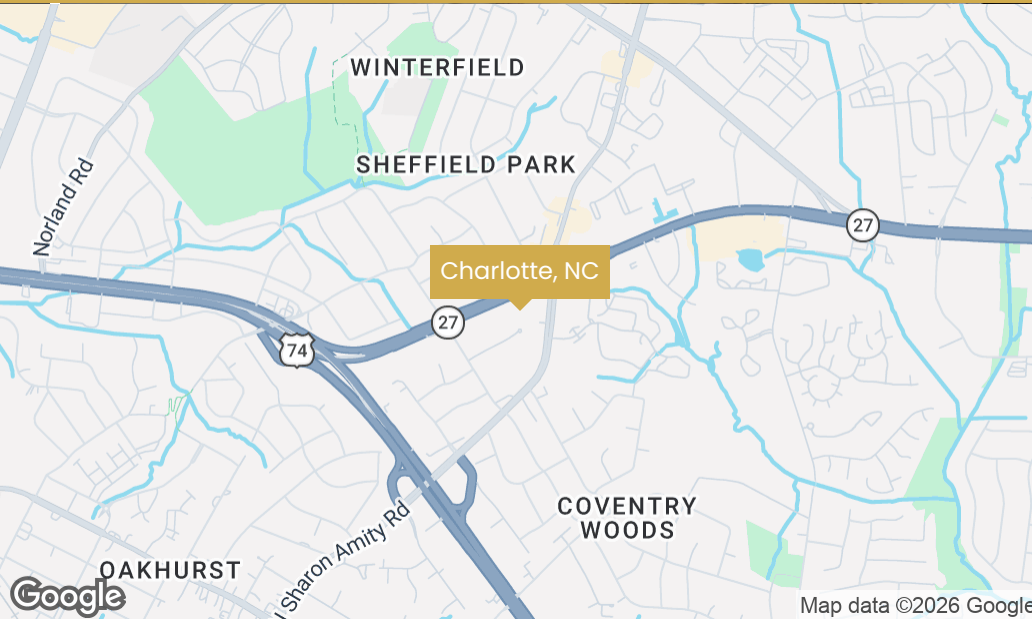 WINTERFIELD
SHEFFIELD PARK
Norland Rd
27
Charlotte, NC
27
74
COVENTRY
WOODS
Sharon Amity Rd
OAKHURST
Google
Map data ©2026 Google